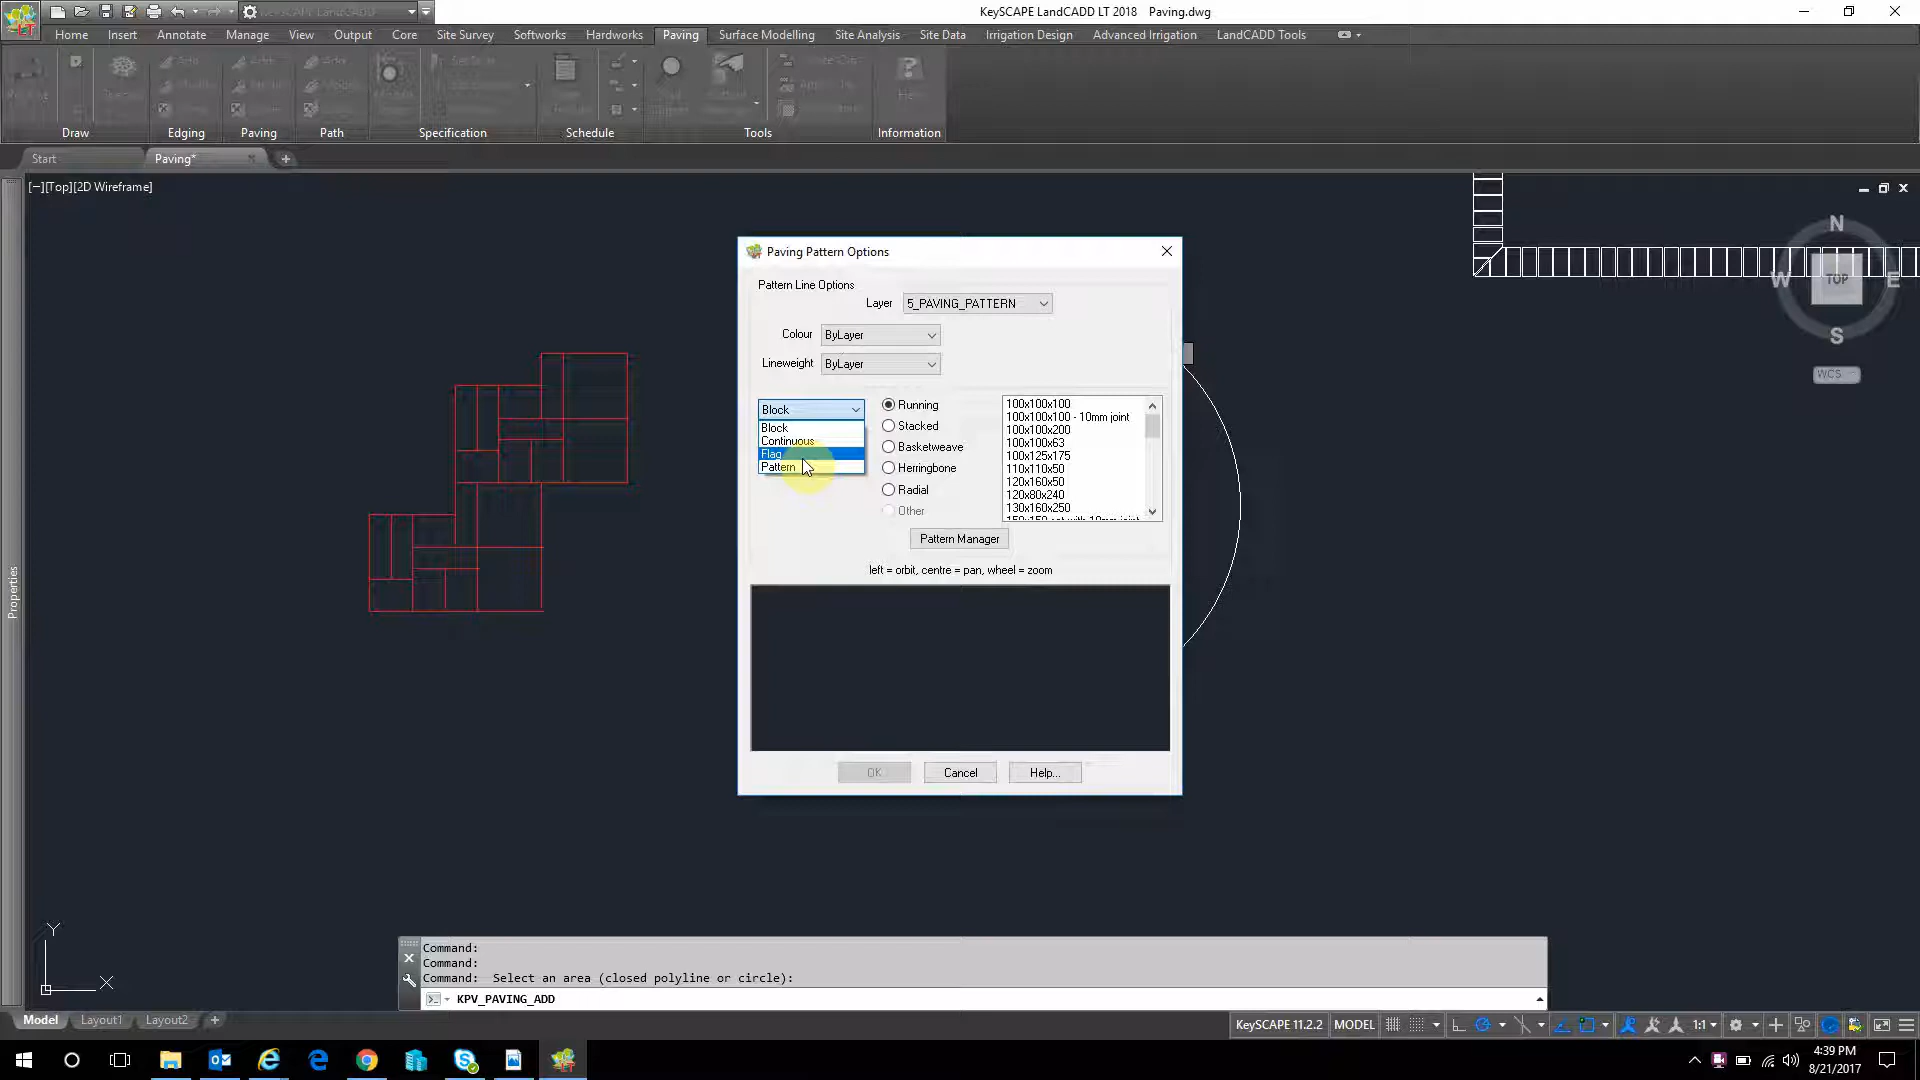 KeySCAPE LandCADD LT 2018 Paving.dwg
Home Insert Annotate Manage View Output Core Site Survey Softworks Hardworks Paving Surface Modelling Site Analysis Site Data Irrigation Design Advanced Irrigation LandCADD Tools
Draw Edging Paving Path Specification Schedule Tools Information
Start Paving*
[−][Top][2D Wireframe]
N
W TOP E
S
WCS
Properties
Paving Pattern Options
Pattern Line Options
Layer 5_PAVING_PATTERN
Colour ByLayer
Lineweight ByLayer
Block
Block
Continuous
Flag
Pattern
Running
Stacked
Basketweave
Herringbone
Radial
Other
100x100x100
100x100x100 - 10mm joint
100x100x200
100x100x63
100x125x175
110x110x50
120x160x50
120x80x240
130x160x250
Pattern Manager
left = orbit, centre = pan, wheel = zoom
OK Cancel Help...
Y
X
Command:
Command:
Command: Select an area (closed polyline or circle):
KPV_PAVING_ADD
Model Layout1 Layout2 +
KeySCAPE 11.2.2 MODEL 1:1
4:39 PM
8/21/2017